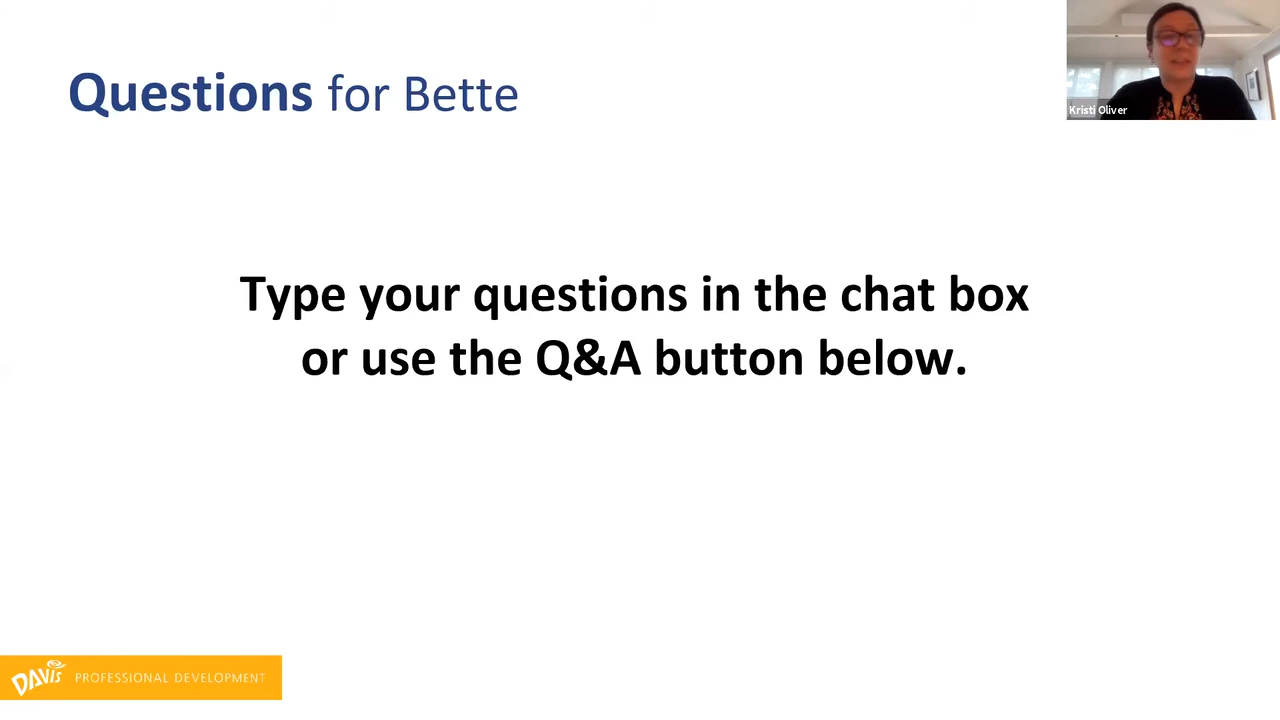 Questions for Bette
Kristi Oliver
Type your questions in the chat box
or use the Q&A button below.
DAVIS PROFESSIONAL DEVELOPMENT